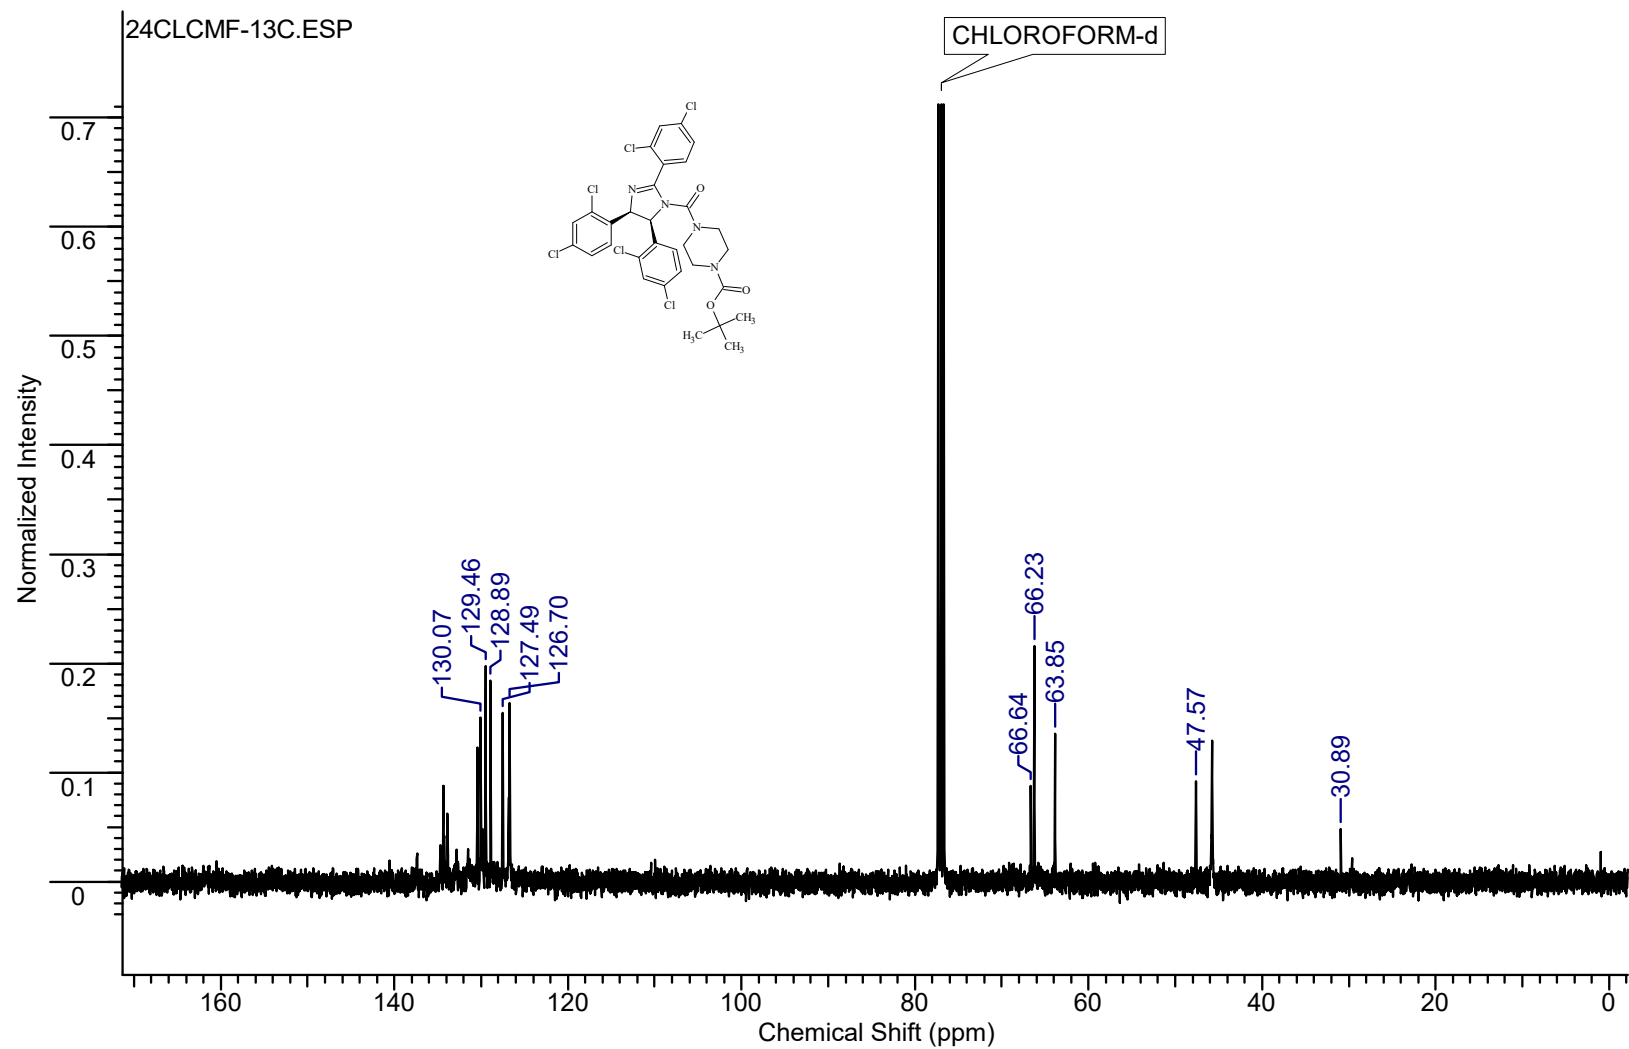 24CLCMF-13C.ESP
CHLOROFORM-d
Cl
Cl
N
O
Cl
N
N
Cl
Cl
N
O
Cl
O
CH3
H3C
CH3
0.7
0.6
0.5
0.4
0.3
0.2
0.1
0
Normalized Intensity
130.07
129.46
128.89
127.49
126.70
66.64
66.23
63.85
47.57
30.89
160 140 120 100 80 60 40 20 0
Chemical Shift (ppm)